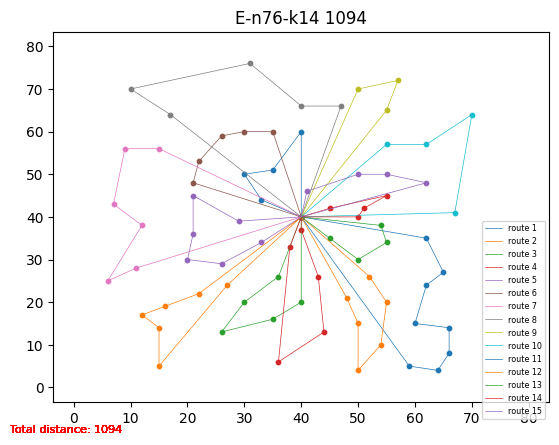 E-n76-k14 1094
80
70
60
50
40
30
20
10
0
0 10 20 30 40 50 60 70 80
route 1
route 2
route 3
route 4
route 5
route 6
route 7
route 8
route 9
route 10
route 11
route 12
route 13
route 14
route 15
Total distance: 1094